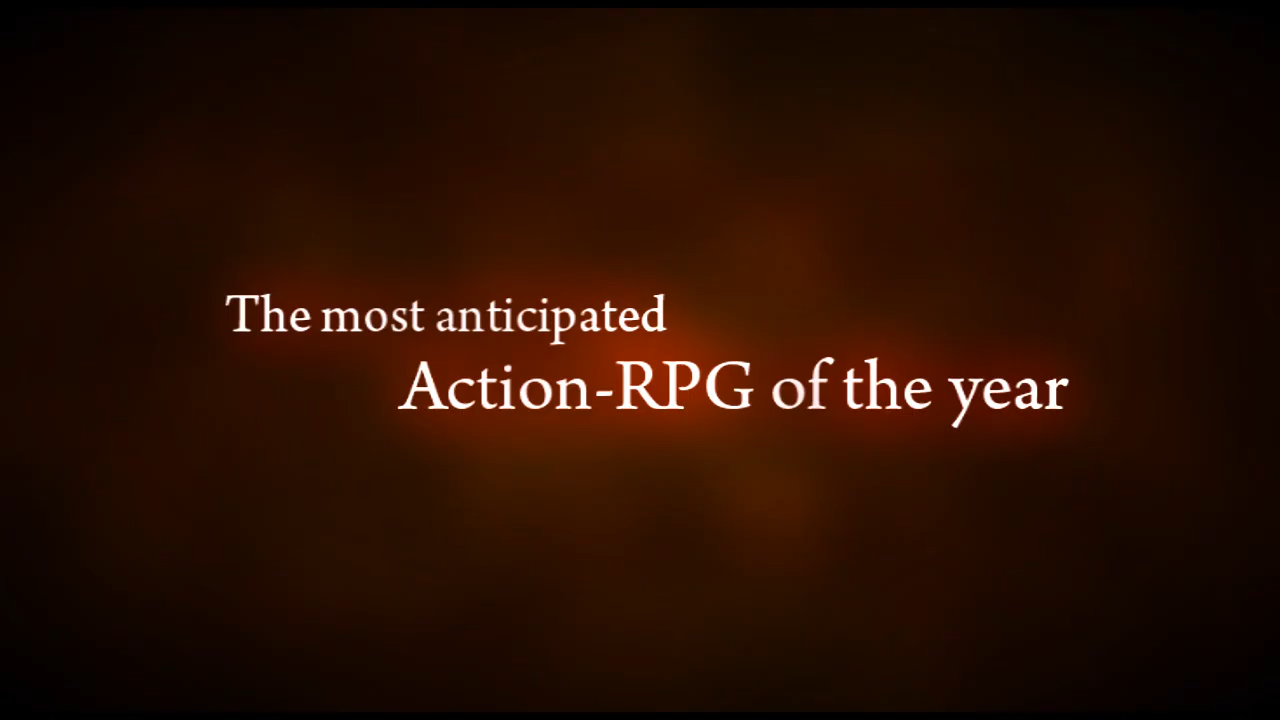 The most anticipated
Action-RPG of the year